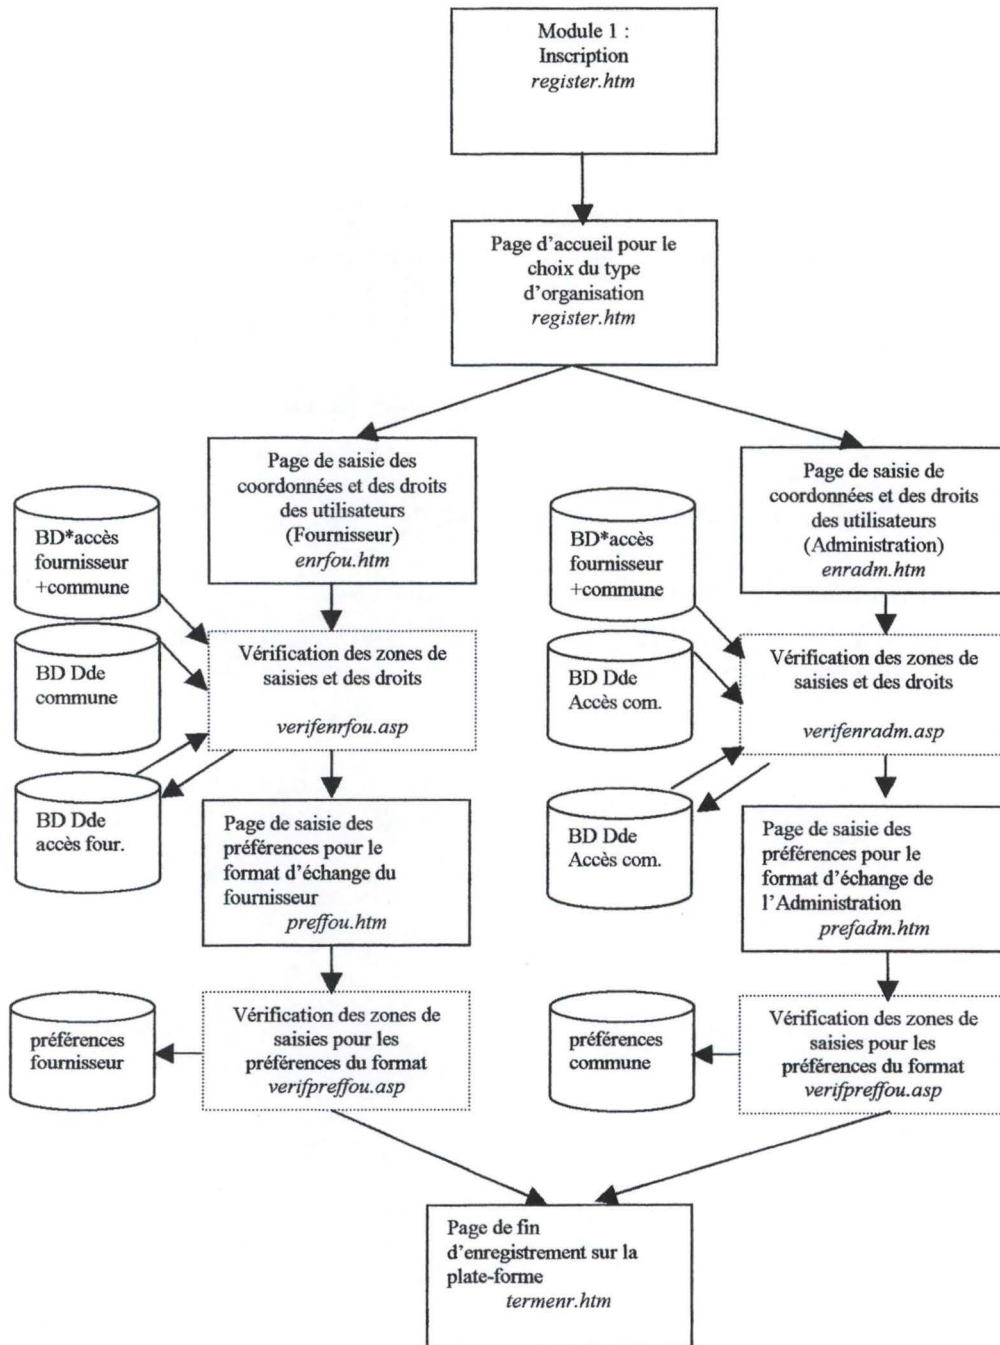 Module 1 :
Inscription
register.htm
Page d'accueil pour le
choix du type
d'organisation
register.htm
Page de saisie des
coordonnées et des droits
des utilisateurs
(Fournisseur)
enrfou.htm
Page de saisie de
coordonnées et des droits
des utilisateurs
(Administration)
enradm.htm
BD*accès
fournisseur
+commune
BD*accès
fournisseur
+commune
Vérification des zones de
saisies et des droits
verifenrfou.asp
Vérification des zones de
saisies et des droits
verifenradm.asp
BD Dde
commune
BD Dde
Accès com.
BD Dde
accès four.
BD Dde
Accès com.
Page de saisie des
préférences pour le
format d'échange du
fournisseur
preffou.htm
Page de saisie des
préférences pour le
format d'échange de
l'Administration
prefadm.htm
préférences
fournisseur
Vérification des zones de
saisies pour les
préférences du format
verifpreffou.asp
préférences
commune
Vérification des zones de
saisies pour les
préférences du format
verifpreffou.asp
Page de fin
d'enregistrement sur la
plate-forme
termenr.htm